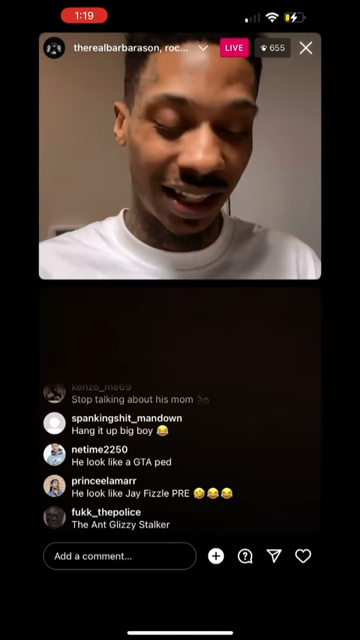 1:19
therealbarbarason, roc...
LIVE
655
kenzo_me69
Stop talking about his mom
spankingshit_mandown
Hang it up big boy 😂
netime2250
He look like a GTA ped
princeelamarr
He look like Jay Fizzle PRE 🤣😂😂
fukk_thepolice
The Ant Glizzy Stalker
Add a comment...